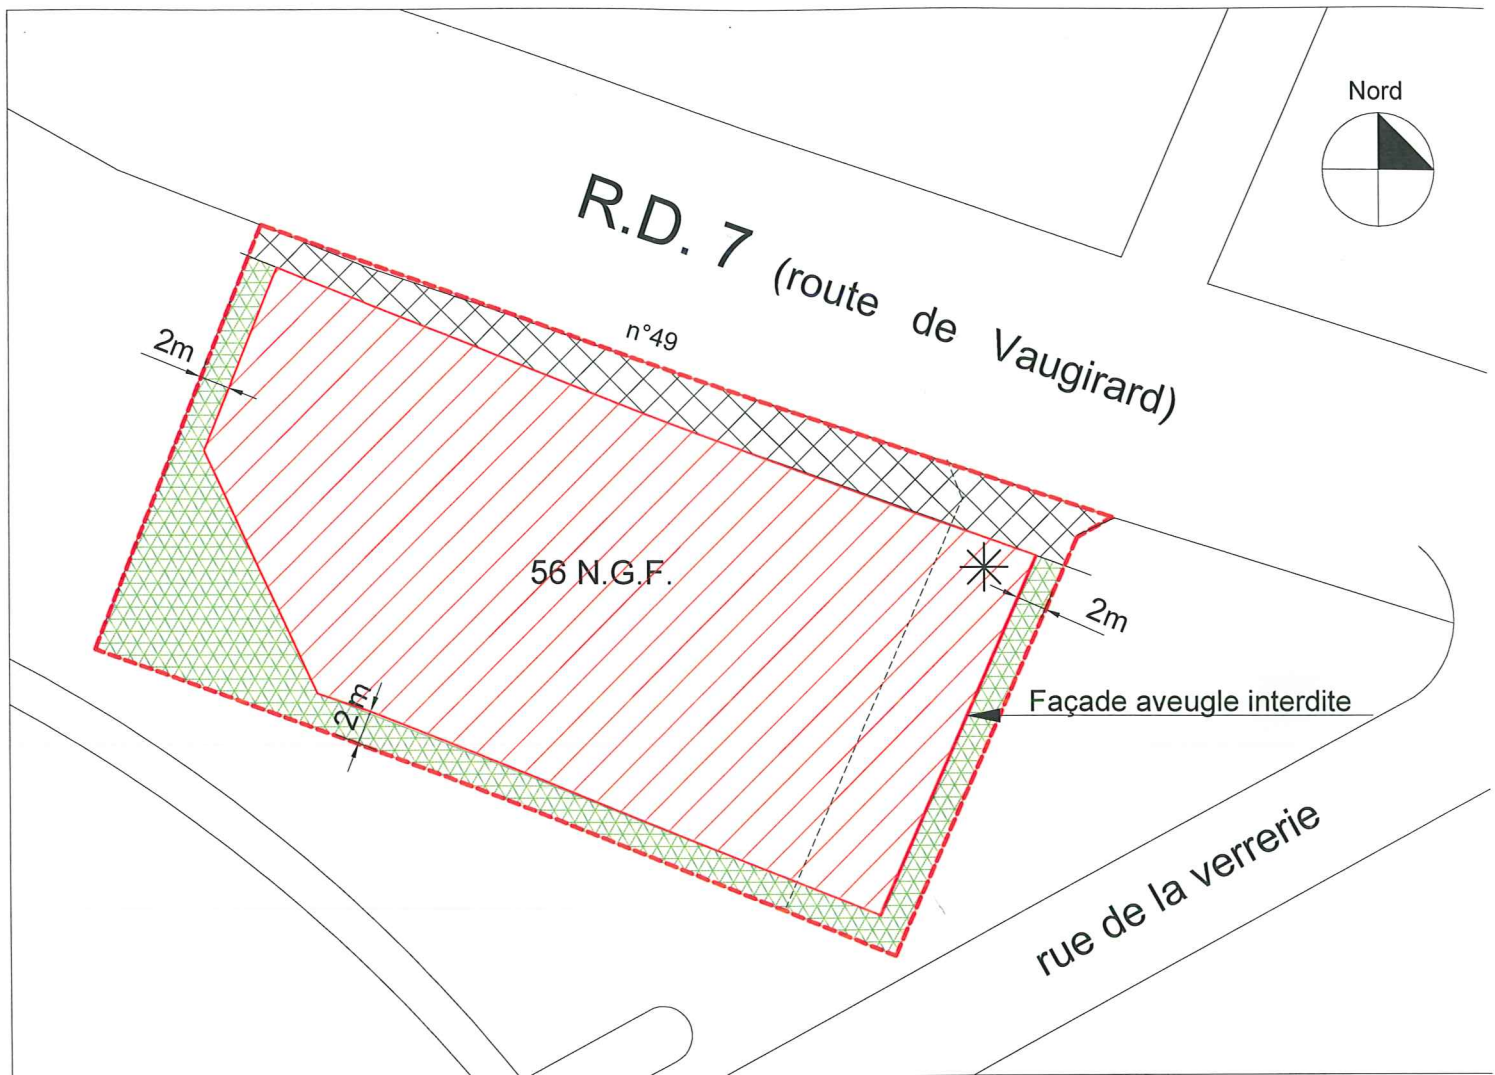 Nord
R.D. 7 (route de Vaugirard)
n°49
2m
56 N.G.F.
2m
2m
Façade aveugle interdite
rue de la verrerie